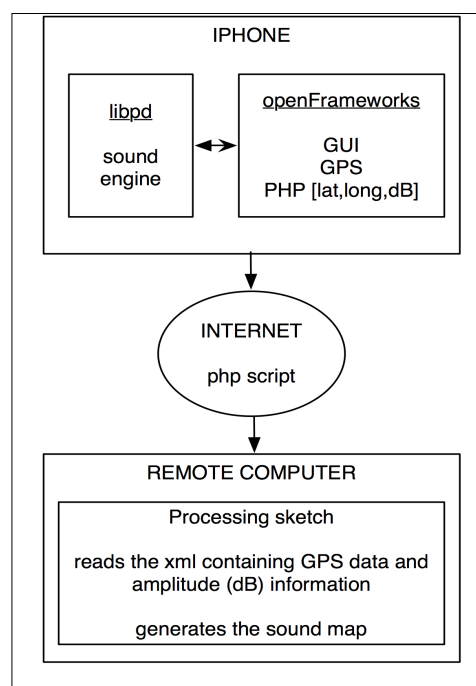 IPHONE
libpd
sound
engine
openFrameworks
GUI
GPS
PHP [lat,long,dB]
INTERNET
php script
REMOTE COMPUTER
Processing sketch
reads the xml containing GPS data and
amplitude (dB) information
generates the sound map